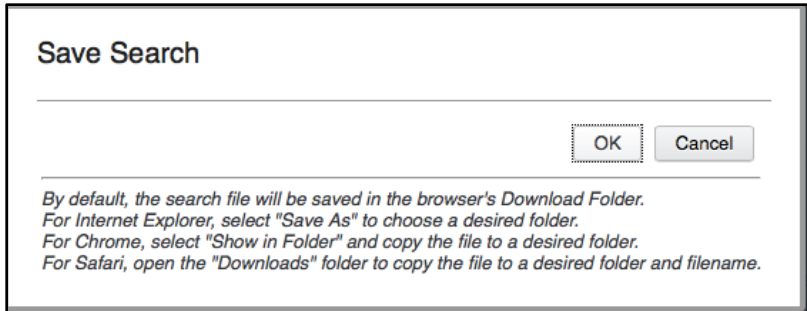 Save Search
OK Cancel
By default, the search file will be saved in the browser's Download Folder.
For Internet Explorer, select "Save As" to choose a desired folder.
For Chrome, select "Show in Folder" and copy the file to a desired folder.
For Safari, open the "Downloads" folder to copy the file to a desired folder and filename.